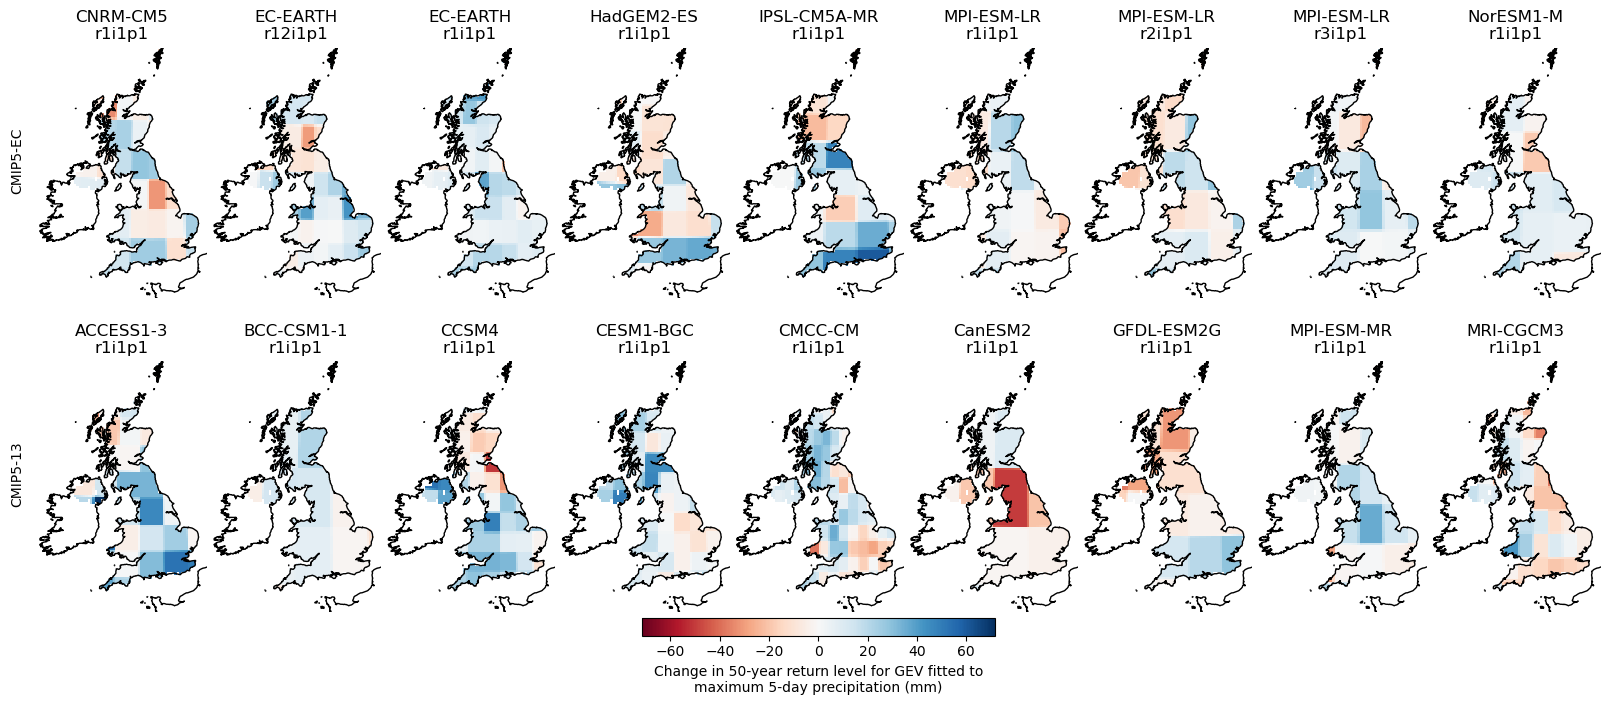 CNRM-CM5 EC-EARTH EC-EARTH HadGEM2-ES IPSL-CM5A-MR MPI-ESM-LR MPI-ESM-LR MPI-ESM-LR NorESM1-M
r1i1p1 r12i1p1 r1i1p1 r1i1p1 r1i1p1 r1i1p1 r2i1p1 r3i1p1 r1i1p1
CMIP5-EC
ACCESS1-3 BCC-CSM1-1 CCSM4 CESM1-BGC CMCC-CM CanESM2 GFDL-ESM2G MPI-ESM-MR MRI-CGCM3
r1i1p1 r1i1p1 r1i1p1 r1i1p1 r1i1p1 r1i1p1 r1i1p1 r1i1p1 r1i1p1
CMIP5-13
−60 −40 −20 0 20 40 60
Change in 50-year return level for GEV fitted to
maximum 5-day precipitation (mm)